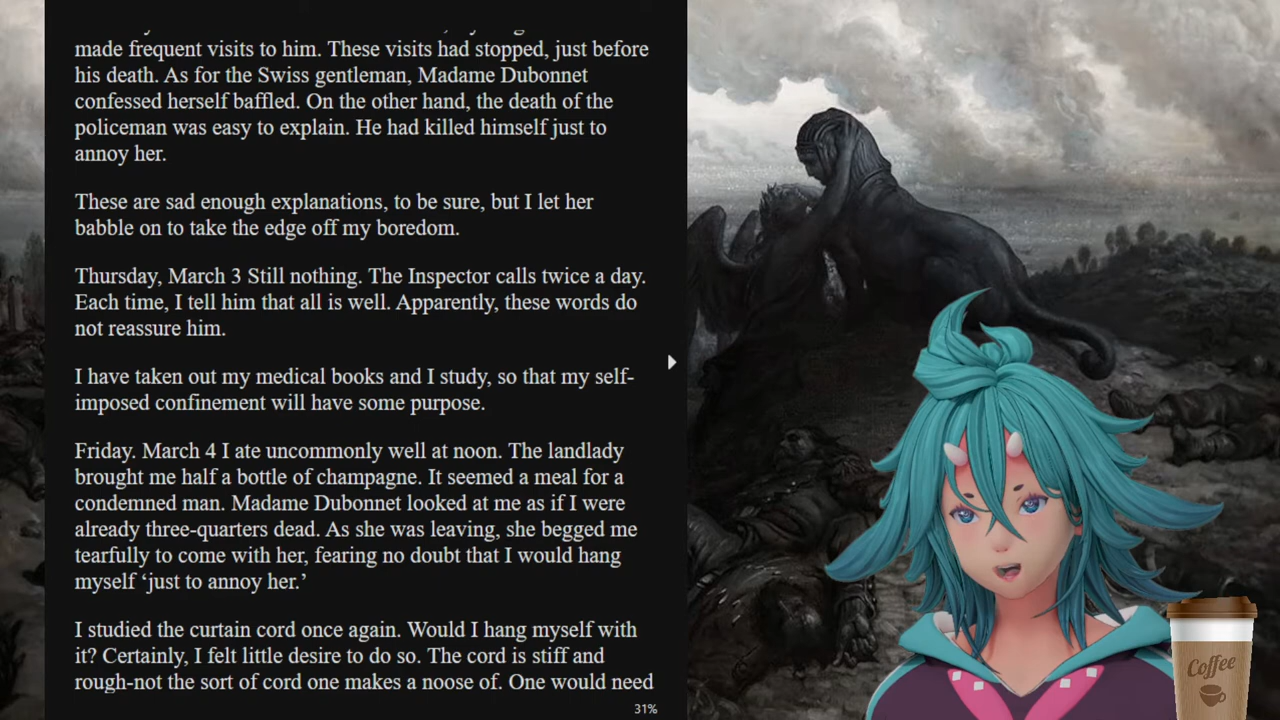 made frequent visits to him. These visits had stopped, just before
his death. As for the Swiss gentleman, Madame Dubonnet
confessed herself baffled. On the other hand, the death of the
policeman was easy to explain. He had killed himself just to
annoy her.
These are sad enough explanations, to be sure, but I let her
babble on to take the edge off my boredom.
Thursday, March 3 Still nothing. The Inspector calls twice a day.
Each time, I tell him that all is well. Apparently, these words do
not reassure him.
I have taken out my medical books and I study, so that my self-
imposed confinement will have some purpose.
Friday. March 4 I ate uncommonly well at noon. The landlady
brought me half a bottle of champagne. It seemed a meal for a
condemned man. Madame Dubonnet looked at me as if I were
already three-quarters dead. As she was leaving, she begged me
tearfully to come with her, fearing no doubt that I would hang
myself ‘just to annoy her.’
I studied the curtain cord once again. Would I hang myself with
it? Certainly, I felt little desire to do so. The cord is stiff and
rough-not the sort of cord one makes a noose of. One would need
31%
Coffee